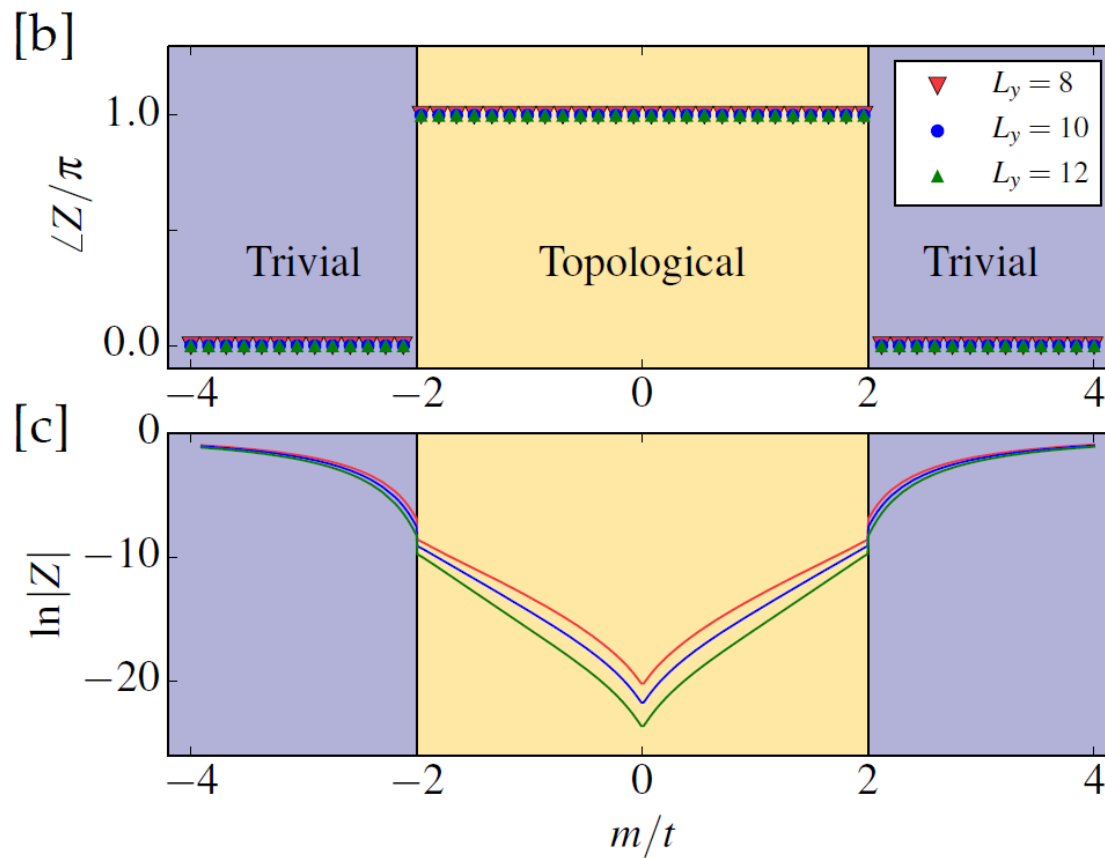 [b]
∠Z/π
1.0
0.0
Trivial
Topological
Trivial
L_y = 8
L_y = 10
L_y = 12
−4
−2
0
2
4
[c]
ln|Z|
0
−10
−20
−4
−2
0
2
4
m/t